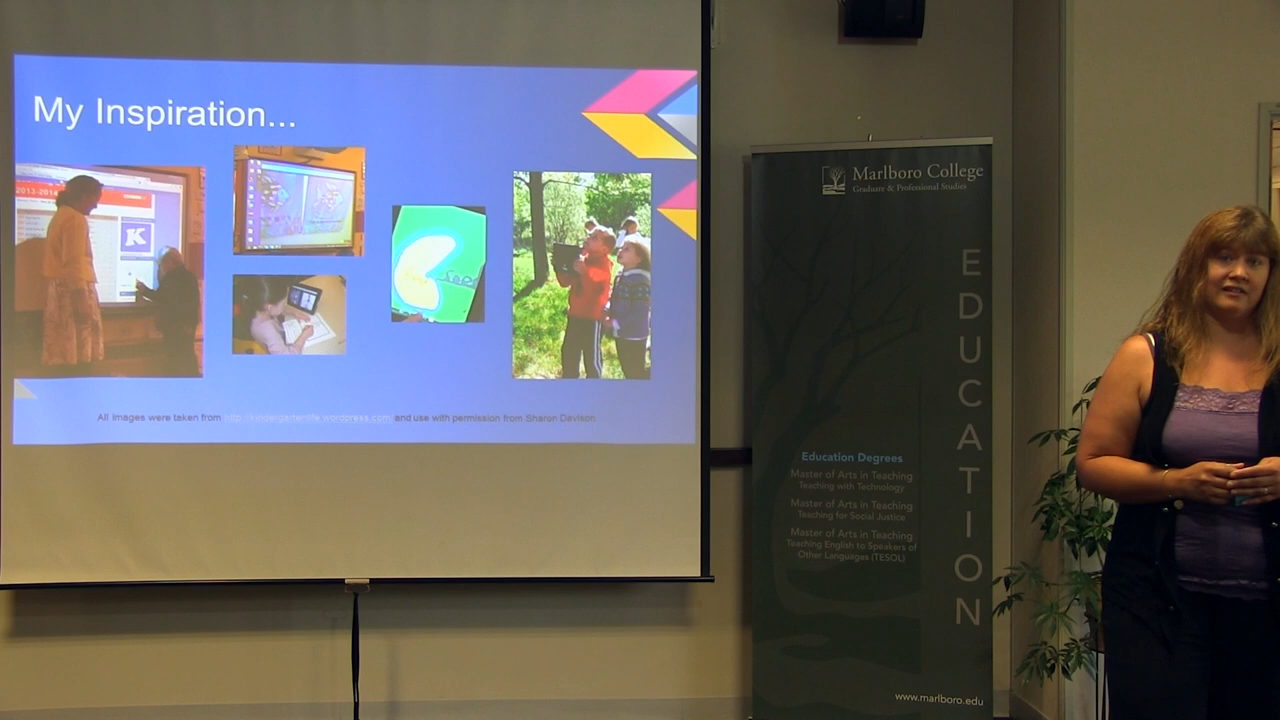 My Inspiration...
2013-2014
K
All images were taken from http://kindergartenlife.wordpress.com/ and use with permission from Sharon Davison
Marlboro College
Graduate & Professional Studies
EDUCATION
Education Degrees
Master of Arts in Teaching
Teaching with Technology
Master of Arts in Teaching
Teaching for Social Justice
Master of Arts in Teaching
Teaching English to Speakers of
Other Languages (TESOL)
www.marlboro.edu